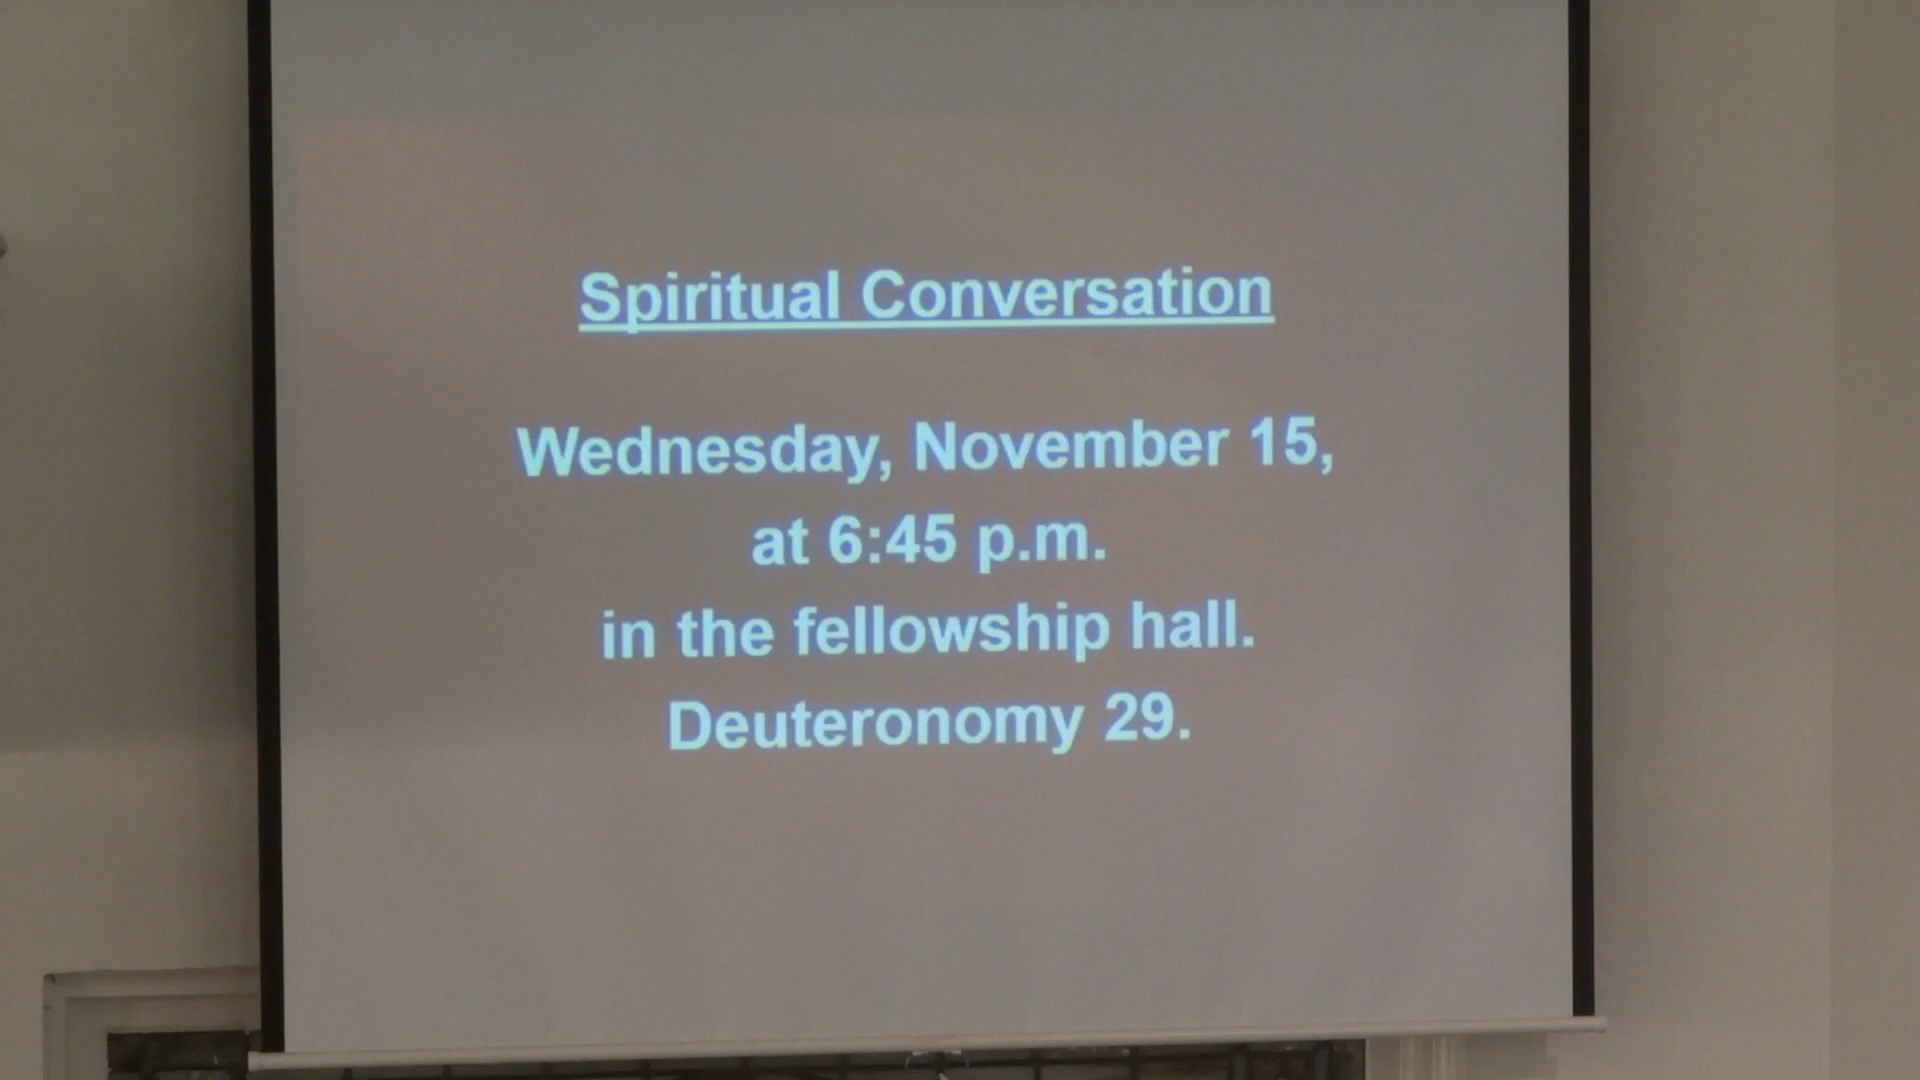 Spiritual Conversation
Wednesday, November 15,
at 6:45 p.m.
in the fellowship hall.
Deuteronomy 29.